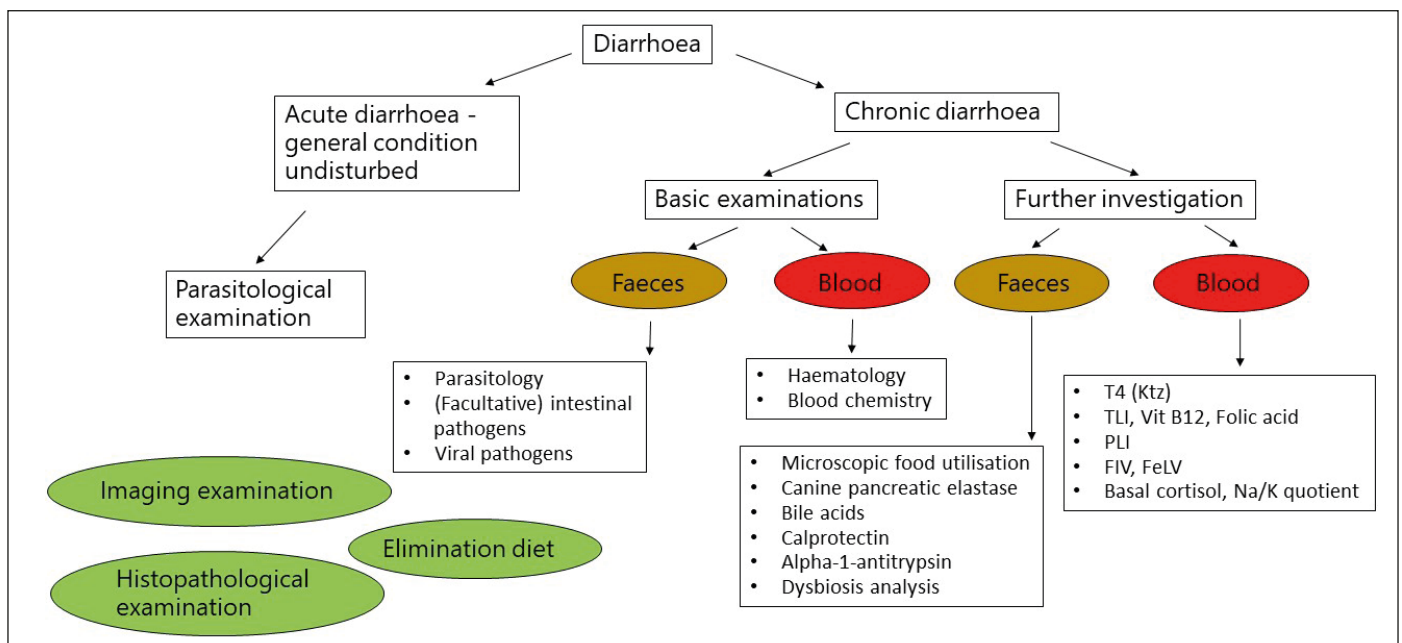 Diarrhoea
Acute diarrhoea -
general condition
undisturbed
Chronic diarrhoea
Basic examinations
Further investigation
Parasitological
examination
Faeces
Blood
Faeces
Blood
• Parasitology
• (Facultative) intestinal
pathogens
• Viral pathogens
• Haematology
• Blood chemistry
• Microscopic food utilisation
• Canine pancreatic elastase
• Bile acids
• Calprotectin
• Alpha-1-antitrypsin
• Dysbiosis analysis
• T4 (Ktz)
• TLI, Vit B12, Folic acid
• PLI
• FIV, FeLV
• Basal cortisol, Na/K quotient
Imaging examination
Elimination diet
Histopathological
examination